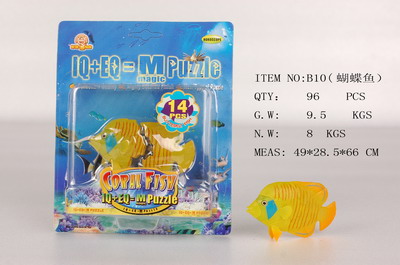 HOROSCOPE
IQ+EQ=M Puzzle
magic
14
PCS
CORAL FISH
IQ+EQ=M Puzzle
ITEM NO:B10(蝴蝶鱼)
QTY: 96 PCS
G.W: 9.5 KGS
N.W: 8 KGS
MEAS: 49*28.5*66 CM